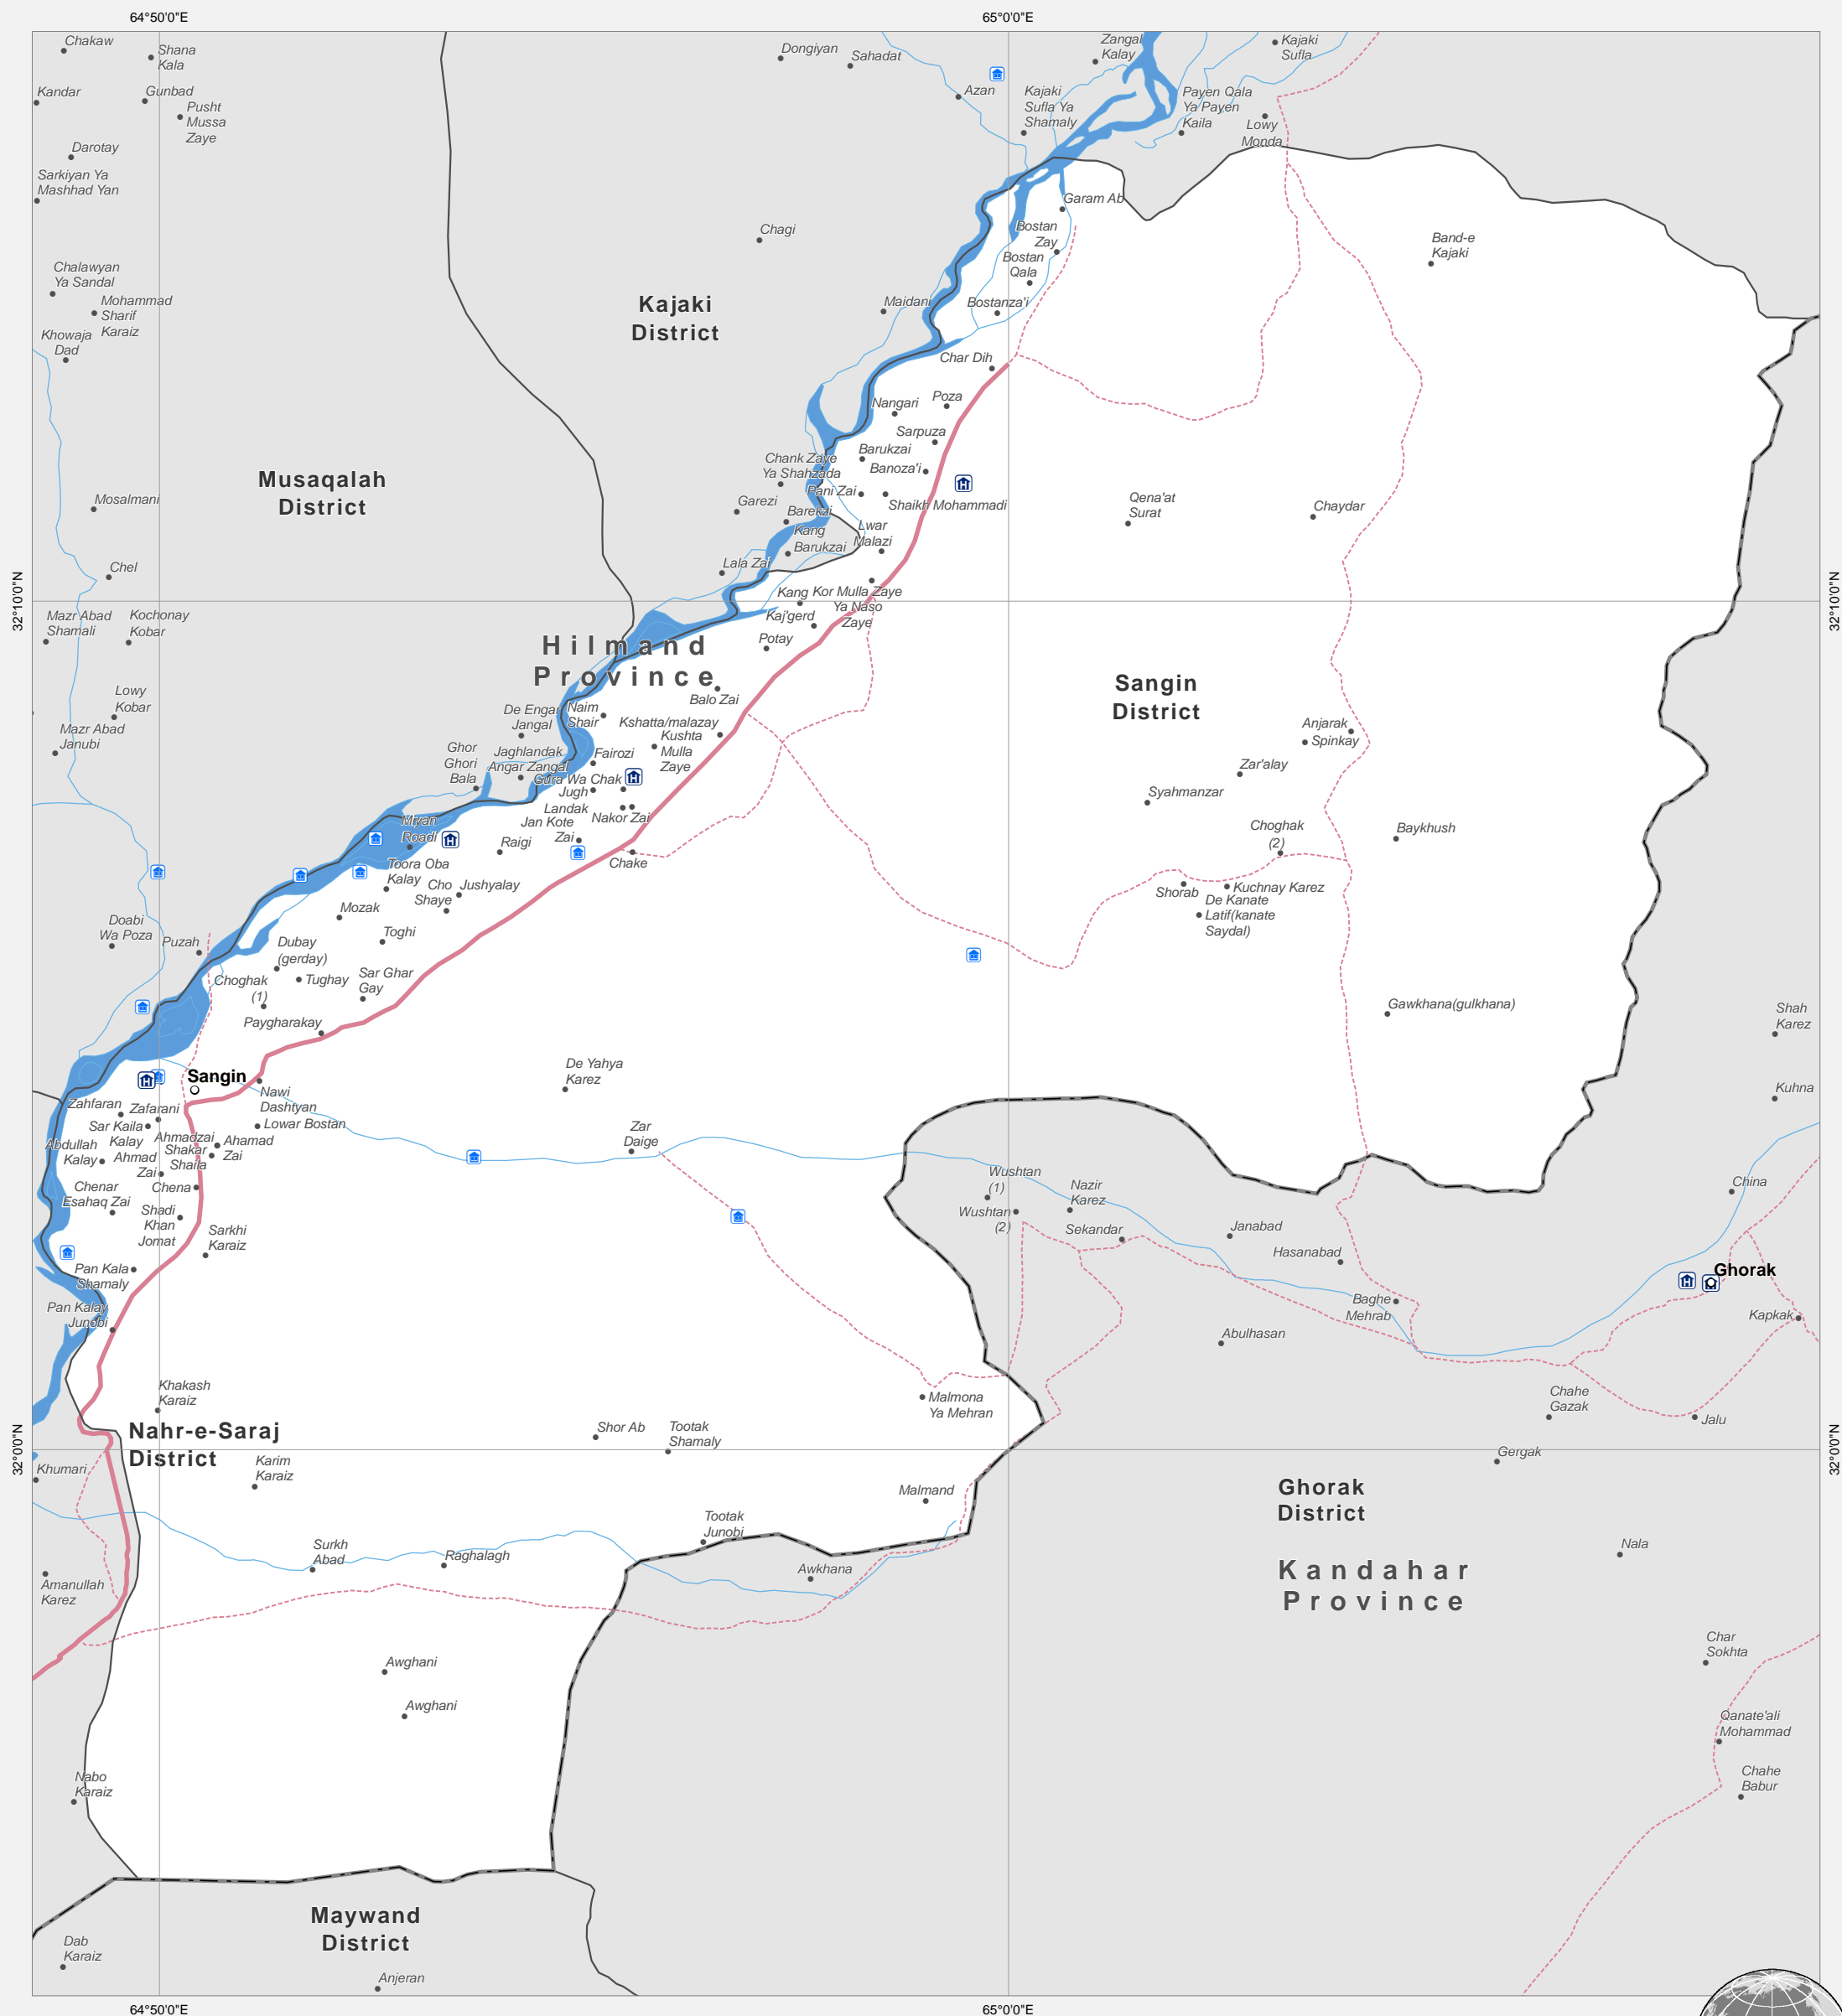 64°50'0"E
65°0'0"E
Chakaw
Shana
Kala
Dongiyan
Sahadat
Zangal
Kalay
Kajaki
Sufla
Kandar
Gunbad
Pusht
Mussa
Zaye
Azan
Kajaki
Sufla Ya
Shamaly
Payen Qala
Ya Payen
Kaila
Lowy
Monda
Darotay
Sarkiyan Ya
Mashhad Yan
Garam Ab
Chagi
Bostan
Zay
Bostan
Qala
Band-e
Kajaki
Chalawyan
Ya Sandal
Mohammad
Sharif
Karaiz
Khowaja
Dad
Kajaki
District
Maidani
Bostanza'i
Char Dih
Nangari
Poza
Sarpuza
Barukzai
Banoza'i
Chank Zaye
Ya Shahzada
Pani Zai
Shaikh Mohammadi
Musaqalah
District
Mosalmani
Garezi
Barekzi
Kang
Barukzai
Lwar
Malazi
Qena'at
Surat
Chaydar
Chel
Lala Zai
32°10'0"N
32°10'0"N
Mazr Abad
Shamali
Kochonay
Kobar
Kang
Kor Mulla Zaye
Ya Naso
Zaye
Kaj'gerd
Potay
Hilmand
Province
Sangin
District
Lowy
Kobar
Mazr Abad
Janubi
Balo Zai
De Engar
Jangal
Naim
Shair
Kshatta/malazay
Kushta
Mulla
Zaye
Anjarak
Spinkay
Ghor
Ghori
Bala
Jaghlandak
Angar Zangal
Fairozi
Gura Wa Chak
Jugh
Zar'alay
Syahmanzar
Landak
Nakor Zai
Jan Kote
Zai
Miyan
Roadi
Raigi
Chake
Choghak
(2)
Baykhush
Toora Oba
Kalay
Cho
Shaye
Jushyalay
Shorab
Kuchnay Karez
De Kanate
Latif(kanate
Saydal)
Mozak
Toghi
Doabi
Wa Poza
Puzah
Dubay
(gerday)
Choghak
(1)
Tughay
Sar Ghar
Gay
Paygharakay
Gawkhana(gulkhana)
Shah
Karez
Sangin
Nawi
Dashtyan
De Yahya
Karez
Kuhna
Zahfaran
Zafarani
Lowar Bostan
Sar Kaila
Kalay
Ahmadzai
Shakar
Shaila
Ahamad
Zai
Abdullah
Kalay
Ahmad
Zai
Zar
Daige
Chena
Chenar
Esahaq Zai
Shadi
Khan
Jomat
Sarkhi
Karaiz
Wushtan
(1)
Wushtan
(2)
Nazir
Karez
Sekandar
Janabad
Hasanabad
China
Pan Kala
Shamaly
Pan Kalay
Junobi
Baghe
Mehrab
Ghorak
Kapkak
Abulhasan
Khakash
Karaiz
Malmona
Ya Mehran
Chahe
Gazak
Jalu
Nahr-e-Saraj
District
Shor Ab
Tootak
Shamaly
32°0'0"N
32°0'0"N
Khumari
Karim
Karaiz
Gergak
Malmand
Ghorak
District
Tootak
Junobi
Surkh
Abad
Raghalagh
Awkhana
Nala
Amanullah
Karez
Kandahar
Province
Awghani
Awghani
Char
Sokhta
Qanate'ali
Mohammad
Nabo
Karaiz
Chahe
Babur
Maywand
District
Dab
Karaiz
Anjeran
64°50'0"E
65°0'0"E